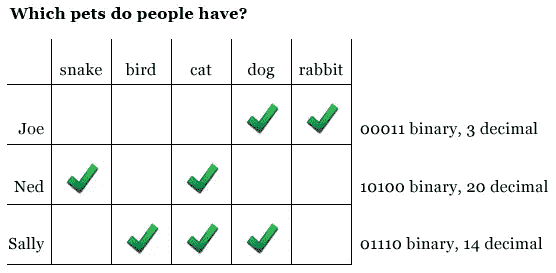 Which pets do people have?
snake bird cat dog rabbit
Joe 00011 binary, 3 decimal
Ned 10100 binary, 20 decimal
Sally 01110 binary, 14 decimal